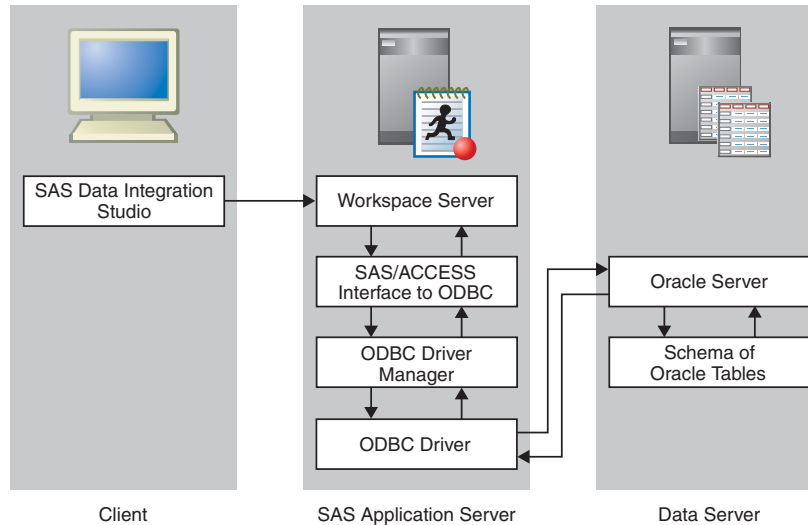 SAS Data Integration
Studio
Workspace Server
SAS/ACCESS
Interface to ODBC
ODBC Driver
Manager
ODBC Driver
Oracle Server
Schema of
Oracle Tables
Client
SAS Application Server
Data Server